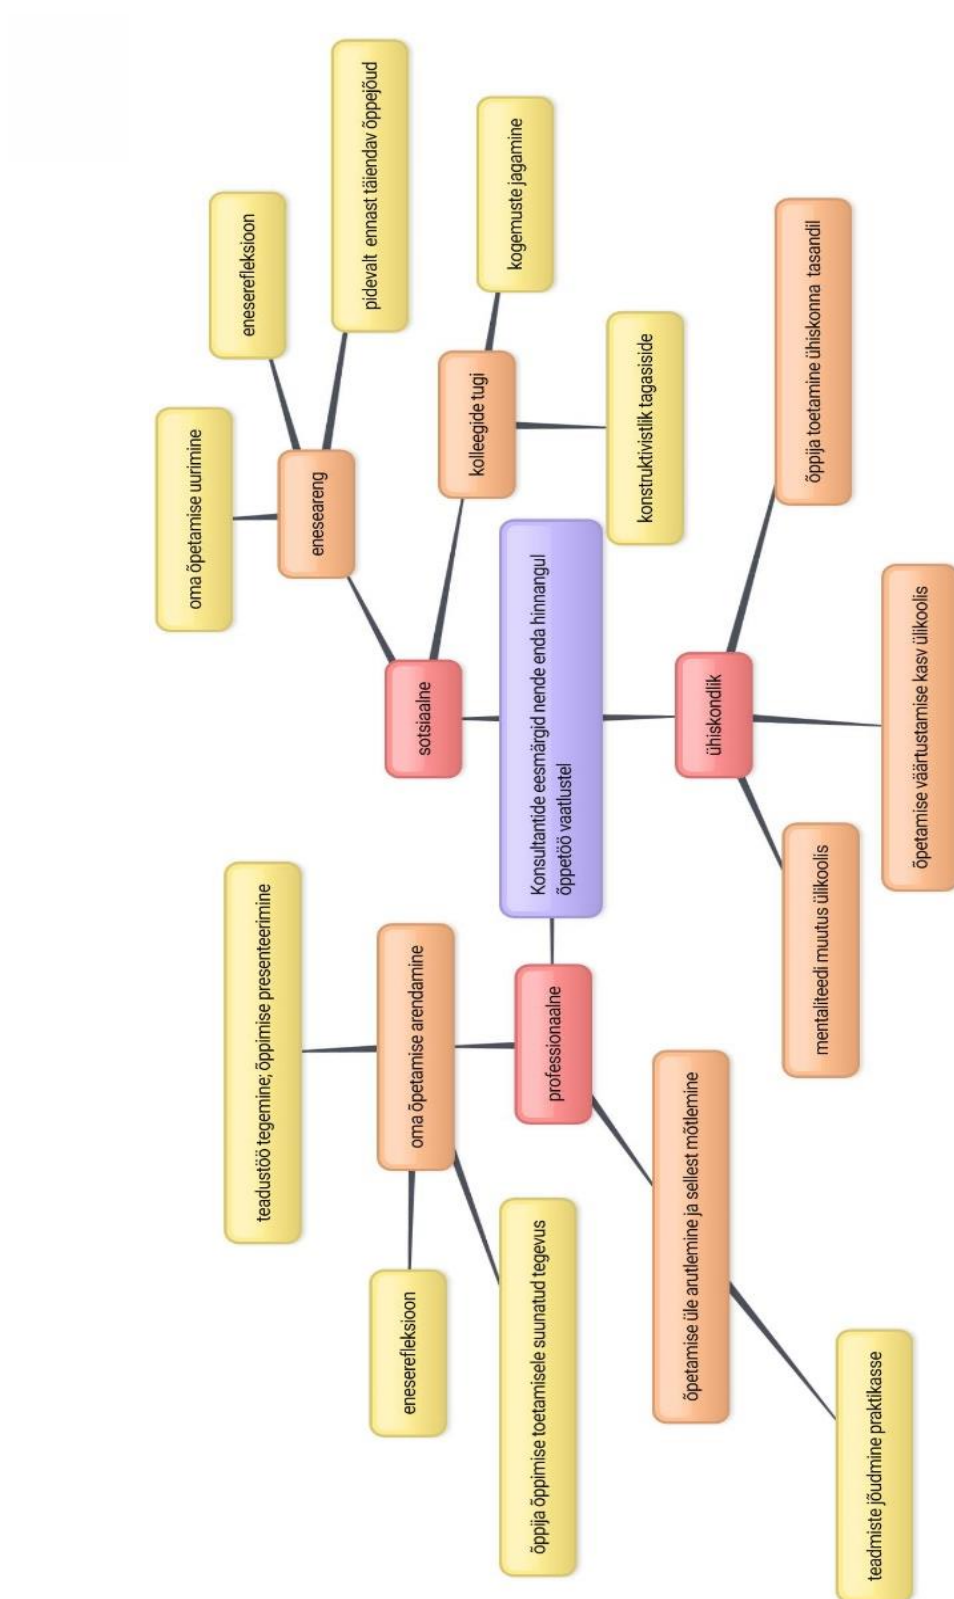 teadustöö tegemine; õppimise presenteerimine
oma õpetamise uurimine
eneserefleksioon
eneseareng
pidevalt  ennast täiendav õppejõud
eneserefleksioon
oma õpetamise arendamine
sotsiaalne
kolleegide tugi
kogemuste jagamine
õppija õppimise toetamisele suunatud tegevus
professionaalne
Konsultantide eesmärgid nende enda hinnangul
õppetöö vaatlustel
konstruktivistlik tagasiside
õpetamise üle arutlemine ja sellest mõtlemine
ühiskondlik
õppija toetamine ühiskonna  tasandil
mentaliteedi muutus ülikoolis
teadmiste jõudmine praktikasse
õpetamise väärtustamise kasv ülikoolis